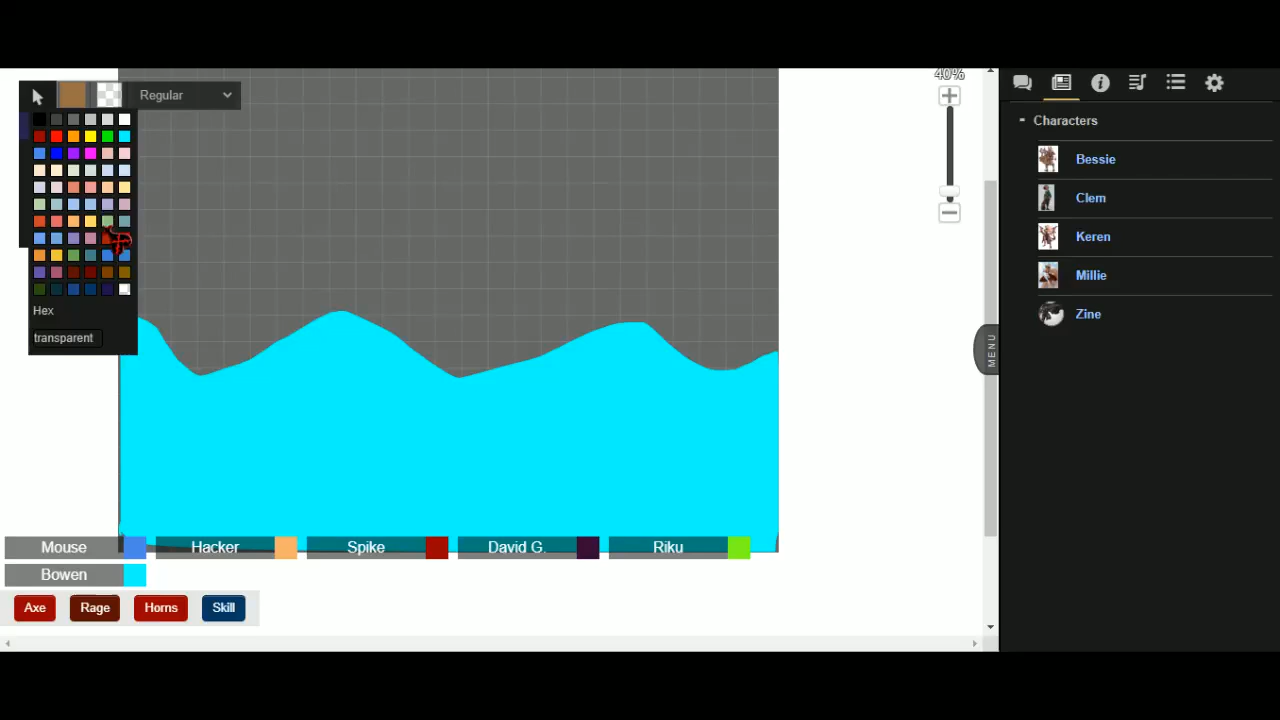 Regular
40%
Hex
transparent
Characters
Bessie
Clem
Keren
Millie
Zine
MENU
Mouse
Hacker
Spike
David G.
Riku
Bowen
Axe
Rage
Horns
Skill